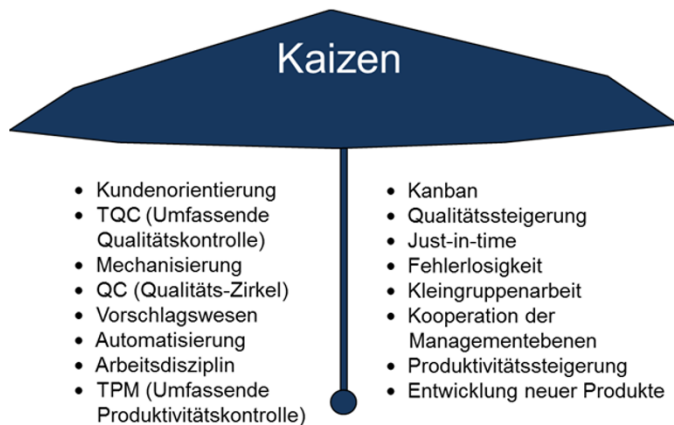 Kaizen
• Kundenorientierung
• TQC (Umfassende
Qualitätskontrolle)
• Mechanisierung
• QC (Qualitäts-Zirkel)
• Vorschlagswesen
• Automatisierung
• Arbeitsdisziplin
• TPM (Umfassende
Produktivitätskontrolle)
• Kanban
• Qualitätssteigerung
• Just-in-time
• Fehlerlosigkeit
• Kleingruppenarbeit
• Kooperation der
Managementebenen
• Produktivitätssteigerung
• Entwicklung neuer Produkte